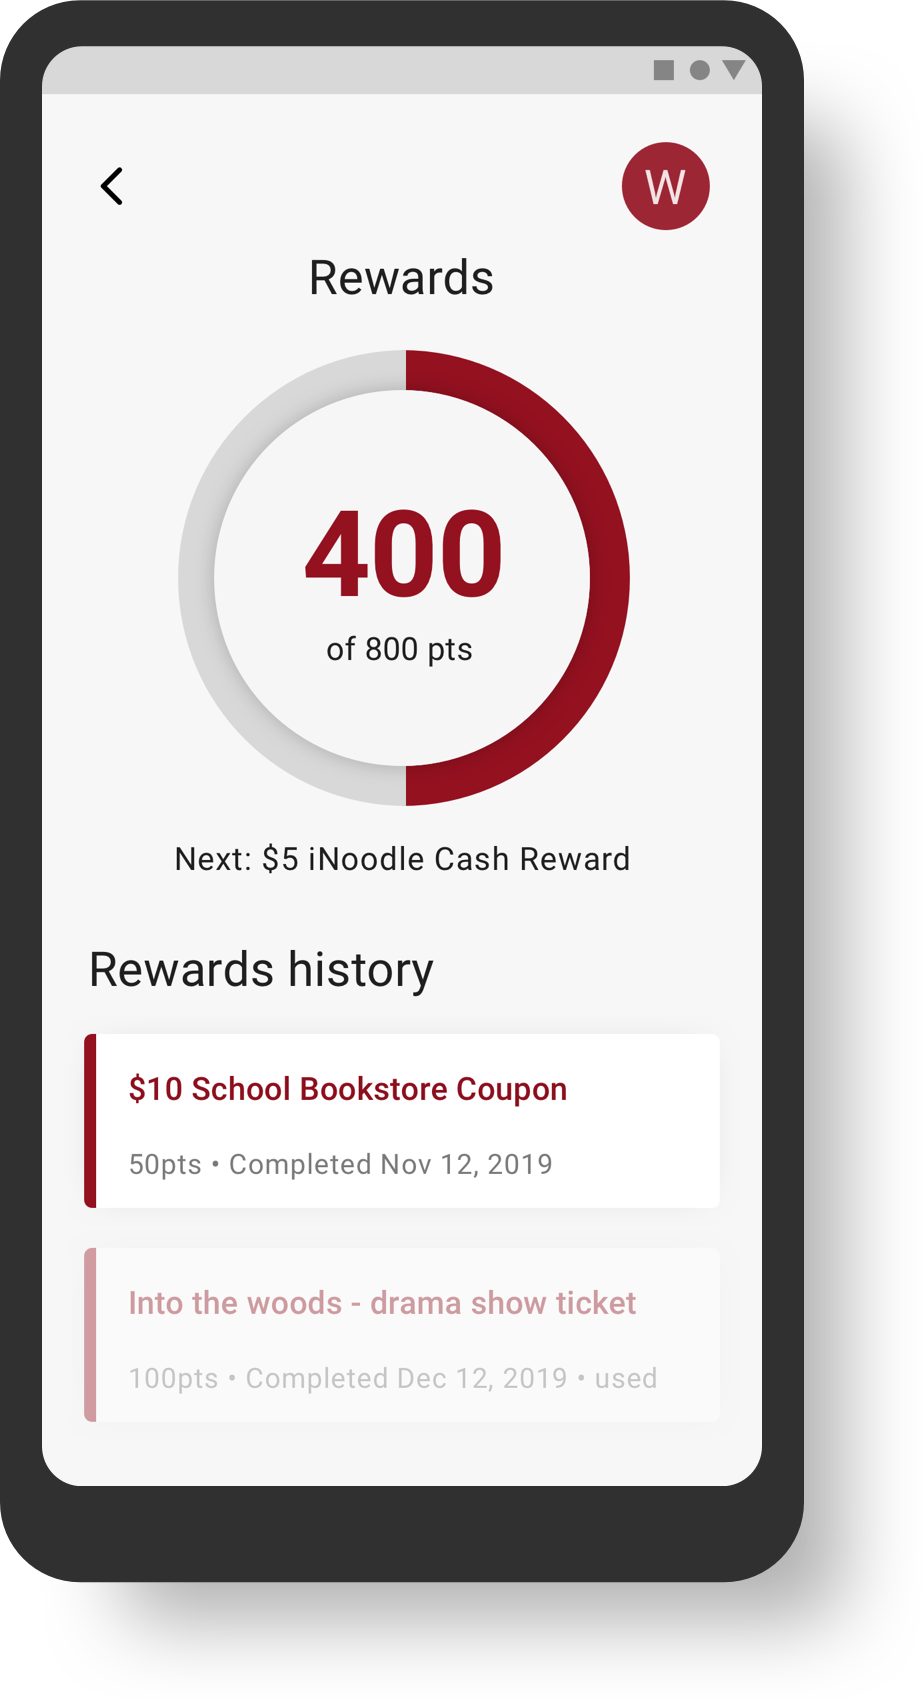 W
Rewards
400
of 800 pts
Next: $5 iNoodle Cash Reward
Rewards history
$10 School Bookstore Coupon
50pts • Completed Nov 12, 2019
Into the woods - drama show ticket
100pts • Completed Dec 12, 2019 • used